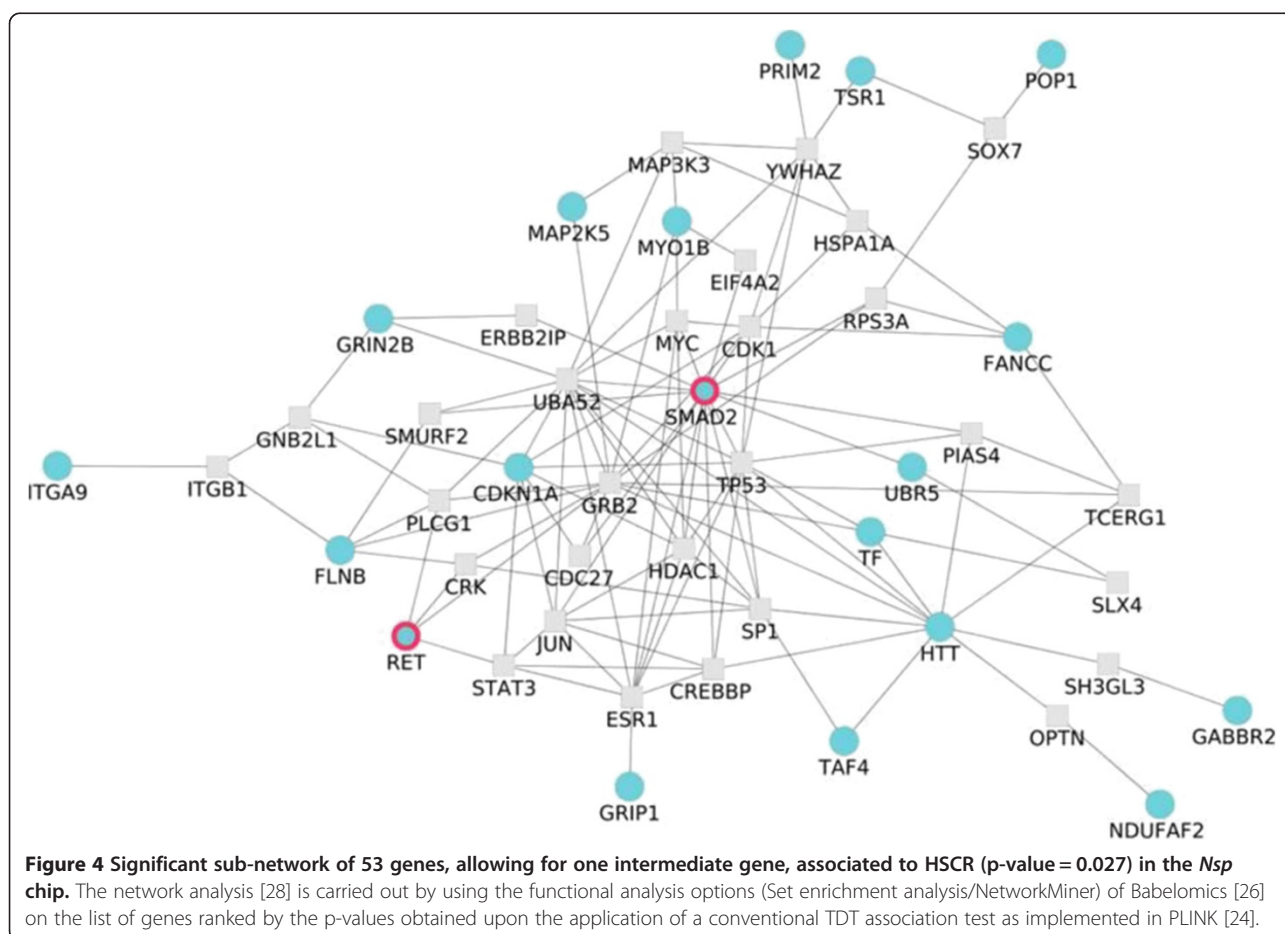 PRIM2
TSR1
POP1
SOX7
MAP3K3
YWHAZ
MAP2K5
MYO1B
HSPA1A
EIF4A2
GRIN2B
ERBB2IP
MYC
CDK1
RPS3A
FANCC
UBA52
SMAD2
GNB2L1
SMURF2
PIAS4
ITGA9
ITGB1
CDKN1A
GRB2
TP53
UBR5
PLCG1
TCERG1
FLNB
CRK
CDC27
HDAC1
TF
SLX4
RET
JUN
SP1
HTT
STAT3
CREBBP
SH3GL3
ESR1
OPTN
GABBR2
TAF4
GRIP1
NDUFAF2
Figure 4 Significant sub-network of 53 genes, allowing for one intermediate gene, associated to HSCR (p-value = 0.027) in the Nsp
chip. The network analysis [28] is carried out by using the functional analysis options (Set enrichment analysis/NetworkMiner) of Babelomics [26]
on the list of genes ranked by the p-values obtained upon the application of a conventional TDT association test as implemented in PLINK [24].